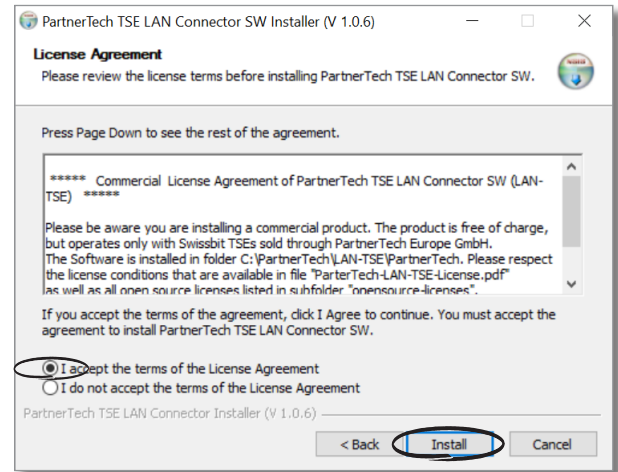 PartnerTech TSE LAN Connector SW Installer (V 1.0.6)
License Agreement
Please review the license terms before installing PartnerTech TSE LAN Connector SW.
Press Page Down to see the rest of the agreement.
***** Commercial License Agreement of PartnerTech TSE LAN Connector SW (LAN-
TSE) *****
Please be aware you are installing a commercial product. The product is free of charge,
but operates only with Swissbit TSEs sold through PartnerTech Europe GmbH.
The Software is installed in folder C:\PartnerTech\LAN-TSE\PartnerTech. Please respect
the license conditions that are available in file "ParterTech-LAN-TSE-License.pdf"
as well as all open source licenses listed in subfolder "opensource-licenses".
If you accept the terms of the agreement, click I Agree to continue. You must accept the
agreement to install PartnerTech TSE LAN Connector SW.
I accept the terms of the License Agreement
I do not accept the terms of the License Agreement
PartnerTech TSE LAN Connector Installer (V 1.0.6)
< Back Install Cancel